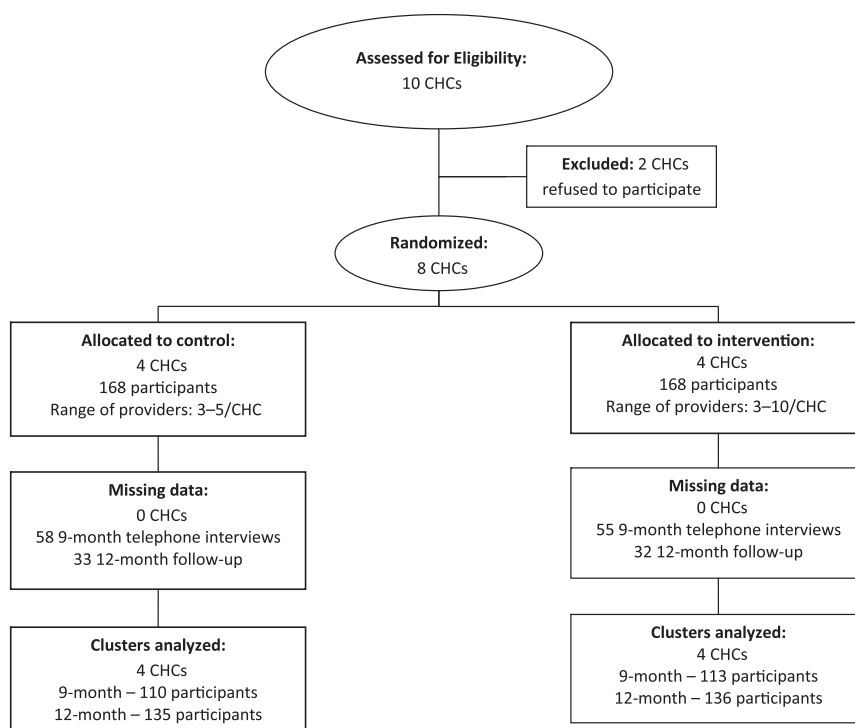 Assessed for Eligibility:
10 CHCs
Excluded: 2 CHCs
refused to participate
Randomized:
8 CHCs
Allocated to control:
4 CHCs
168 participants
Range of providers: 3–5/CHC
Allocated to intervention:
4 CHCs
168 participants
Range of providers: 3–10/CHC
Missing data:
0 CHCs
58 9-month telephone interviews
33 12-month follow-up
Missing data:
0 CHCs
55 9-month telephone interviews
32 12-month follow-up
Clusters analyzed:
4 CHCs
9-month – 110 participants
12-month – 135 participants
Clusters analyzed:
4 CHCs
9-month – 113 participants
12-month – 136 participants